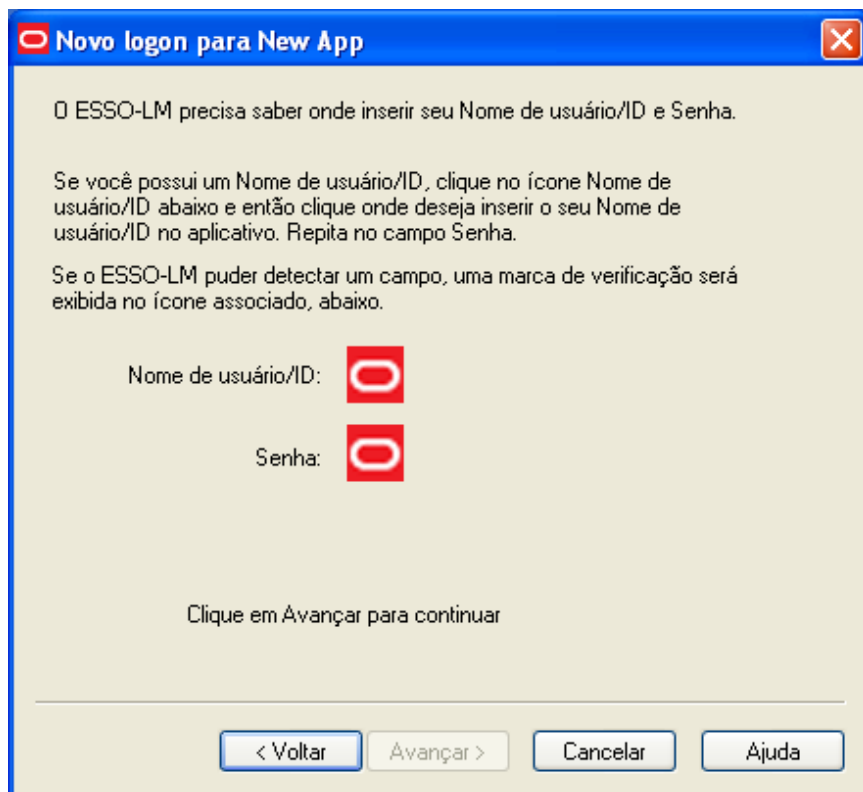 Novo logon para New App
O ESSO-LM precisa saber onde inserir seu Nome de usuário/ID e Senha.
Se você possui um Nome de usuário/ID, clique no ícone Nome de
usuário/ID abaixo e então clique onde deseja inserir o seu Nome de
usuário/ID no aplicativo. Repita no campo Senha.
Se o ESSO-LM puder detectar um campo, uma marca de verificação será
exibida no ícone associado, abaixo.
Nome de usuário/ID:
Senha:
Clique em Avançar para continuar
< Voltar Avançar > Cancelar Ajuda